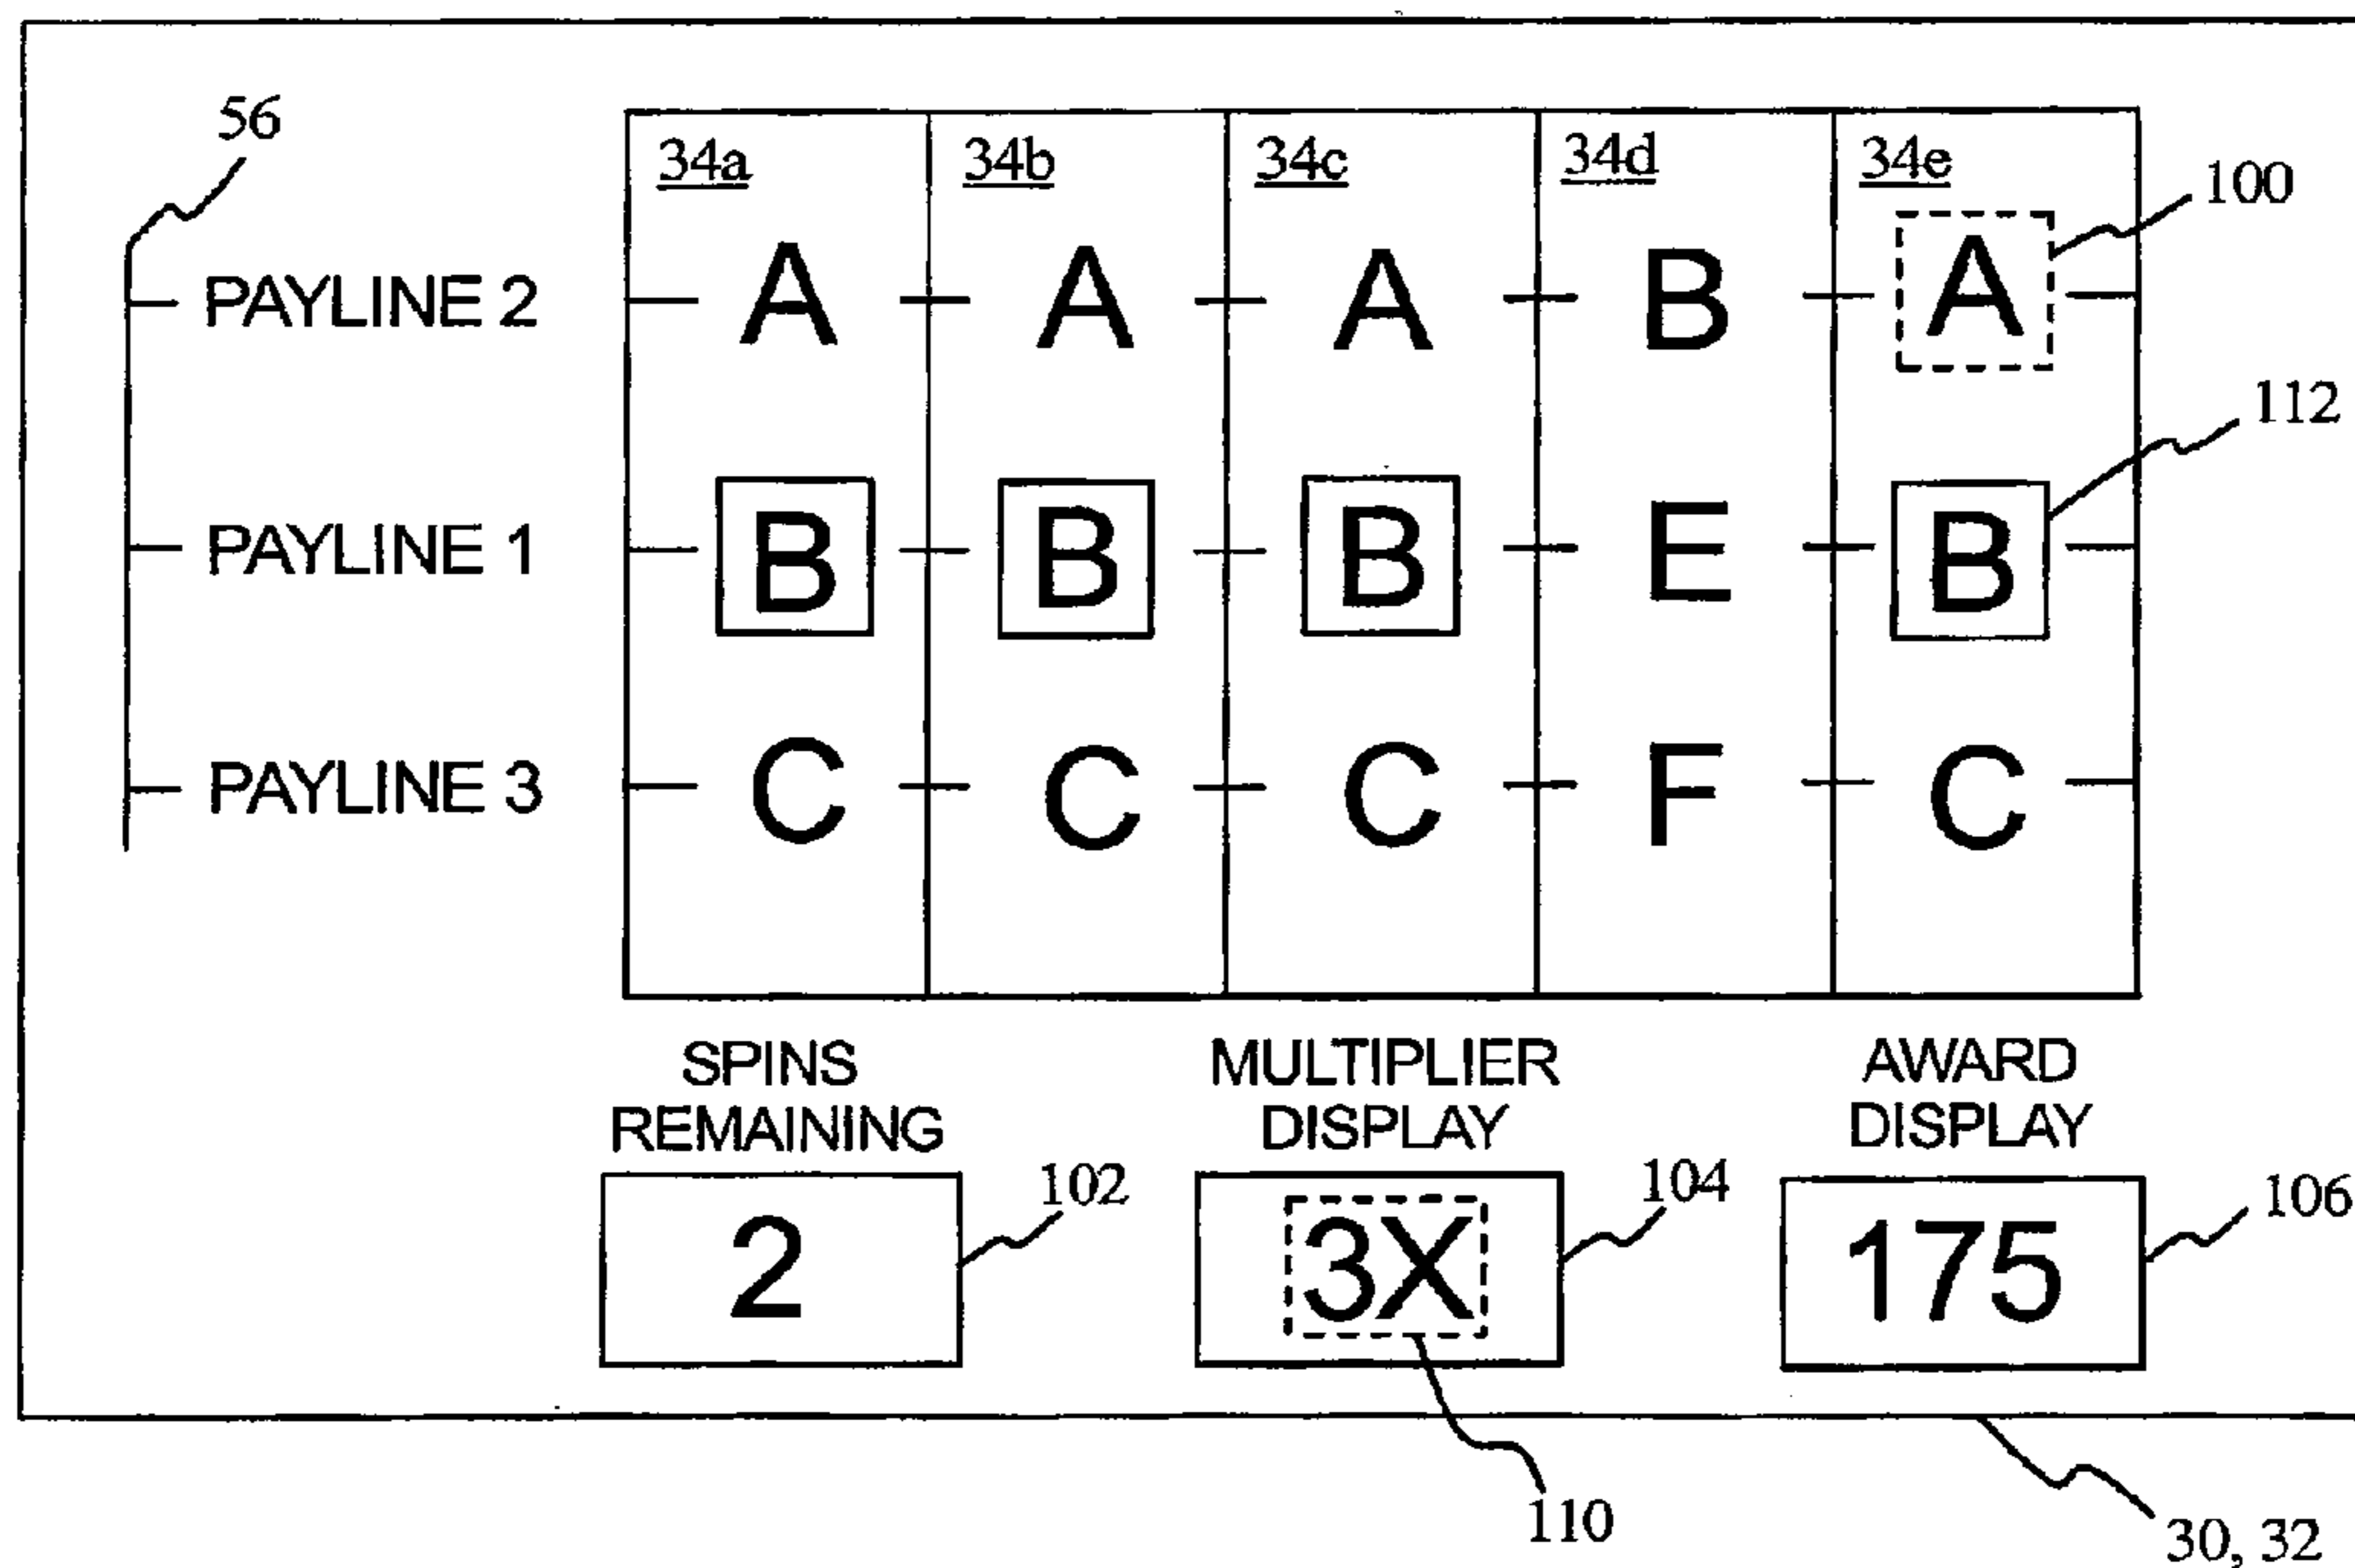 56
34a 34b 34c 34d 34e
100
PAYLINE 2 A A A B A
112
PAYLINE 1 B B B E B
PAYLINE 3 C C C F C
SPINS REMAINING
MULTIPLIER DISPLAY
AWARD DISPLAY
102
104
106
2 3X 175
110
30, 32